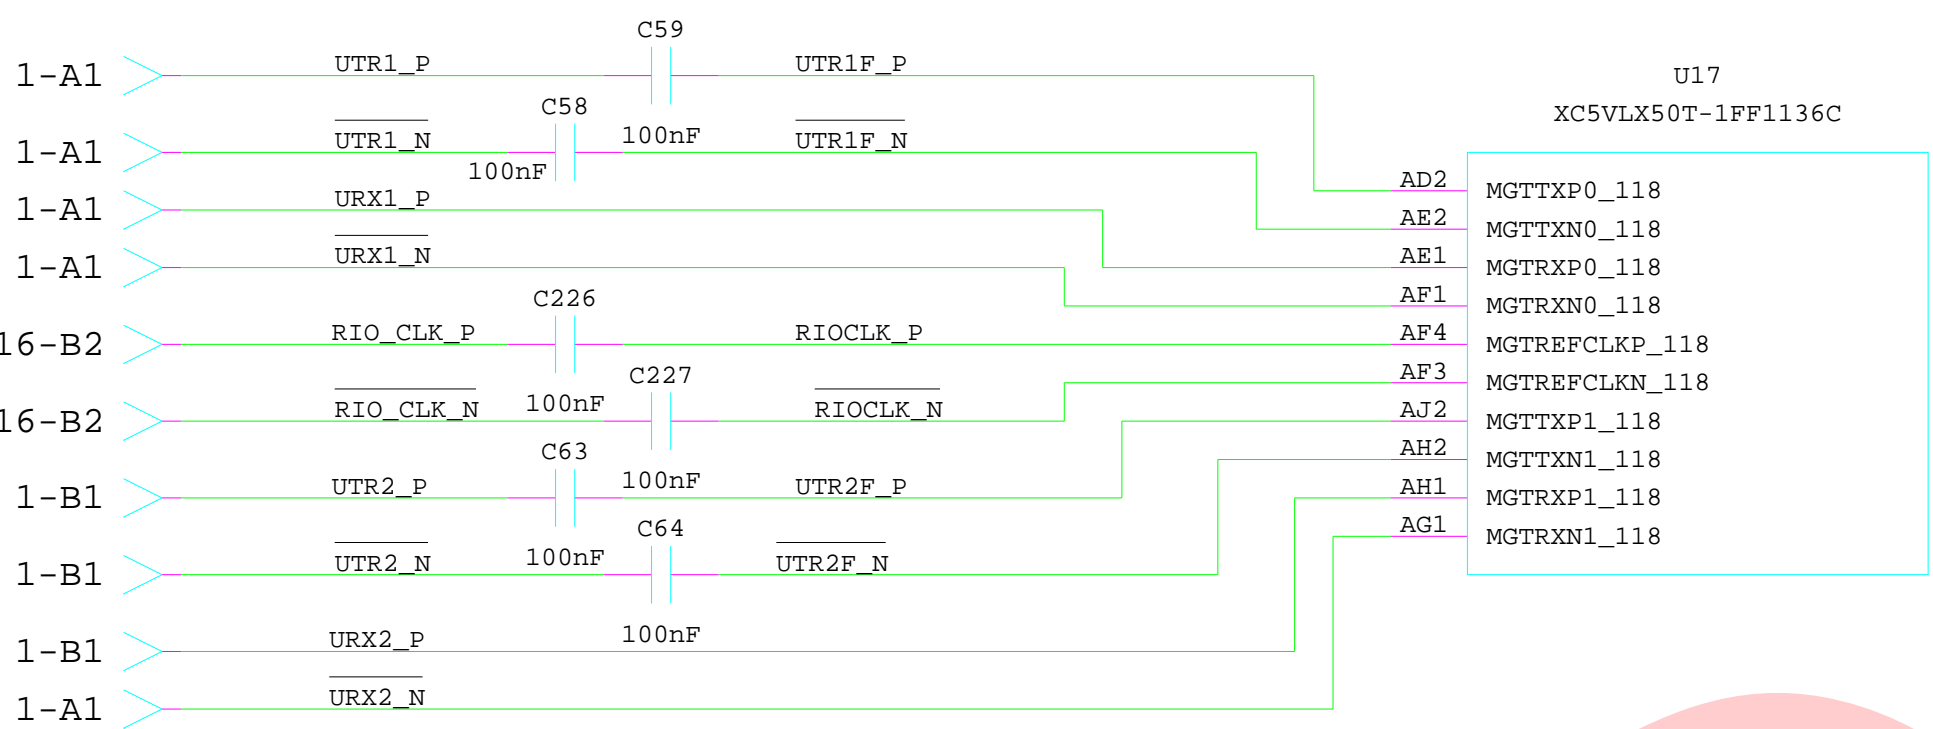 C59
1-A1 UTR1_P UTR1F_P
U17
C58
XC5VLX50T-1FF1136C
1-A1 UTR1_N 100nF UTR1F_N
100nF
AD2 MGTTXP0_118
1-A1 URX1_P
AE2 MGTTXN0_118
1-A1 URX1_N
AE1 MGTRXP0_118
C226
AF1 MGTRXN0_118
16-B2 RIO_CLK_P RIOCLK_P AF4 MGTREFCLKP_118
C227
AF3 MGTREFCLKN_118
100nF
16-B2 RIO_CLK_N RIOCLK_N AJ2 MGTTXP1_118
C63
AH2 MGTTXN1_118
100nF
1-B1 UTR2_P UTR2F_P AH1 MGTRXP1_118
C64
AG1 MGTRXN1_118
100nF
1-B1 UTR2_N UTR2F_N
100nF
1-B1 URX2_P
1-A1 URX2_N